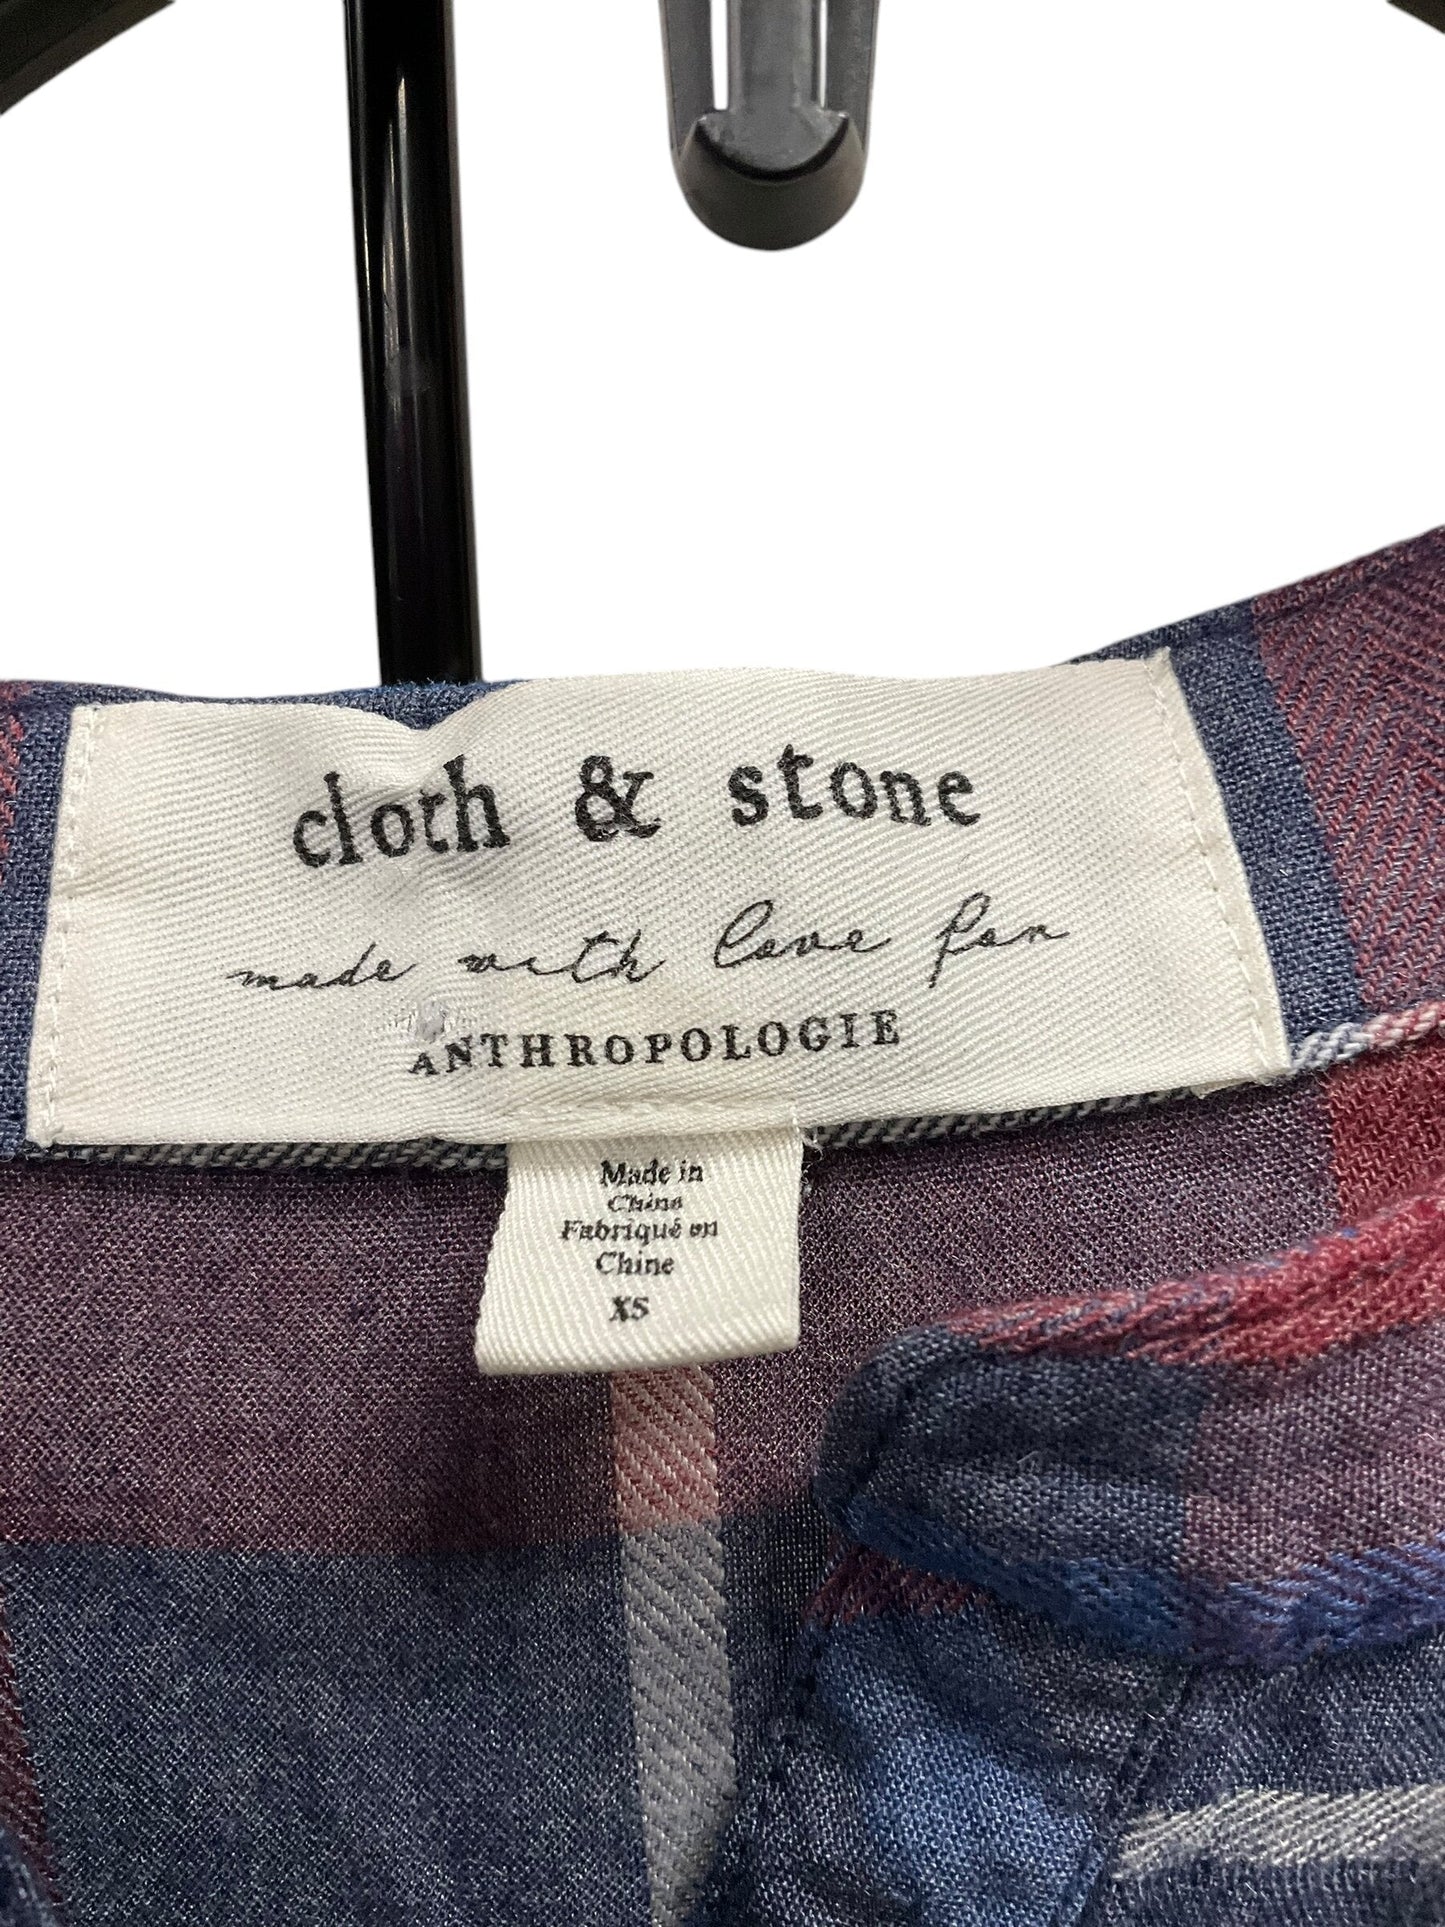 cloth & stone
made with love for
ANTHROPOLOGIE
Made in
China
Fabriqué en
Chine
XS